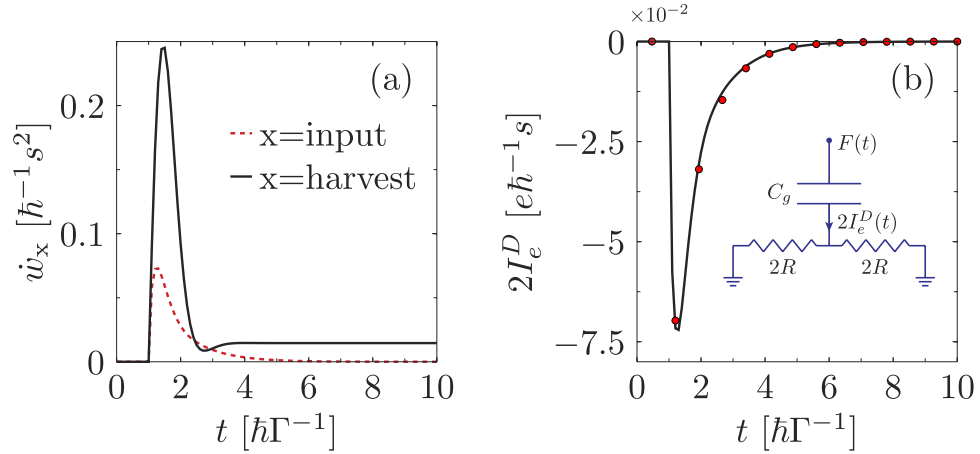 (a)
0.2
0.1
0
ẇₓ [ħ⁻¹s²]
x=input
x=harvest
0 2 4 6 8 10
t [ħΓ⁻¹]
×10⁻²
(b)
0
−2.5
−5
−7.5
2Iₑᴰ [eħ⁻¹s]
F(t)
C_g
2Iₑᴰ(t)
2R 2R
0 2 4 6 8 10
t [ħΓ⁻¹]